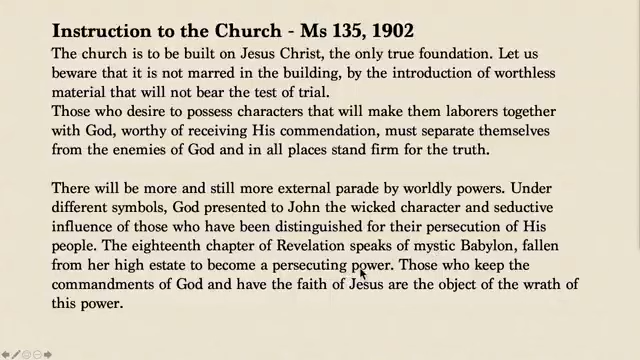 Instruction to the Church - Ms 135, 1902
The church is to be built on Jesus Christ, the only true foundation. Let us
beware that it is not marred in the building, by the introduction of worthless
material that will not bear the test of trial.
Those who desire to possess characters that will make them laborers together
with God, worthy of receiving His commendation, must separate themselves
from the enemies of God and in all places stand firm for the truth.
There will be more and still more external parade by worldly powers. Under
different symbols, God presented to John the wicked character and seductive
influence of those who have been distinguished for their persecution of His
people. The eighteenth chapter of Revelation speaks of mystic Babylon, fallen
from her high estate to become a persecuting power. Those who keep the
commandments of God and have the faith of Jesus are the object of the wrath of
this power.